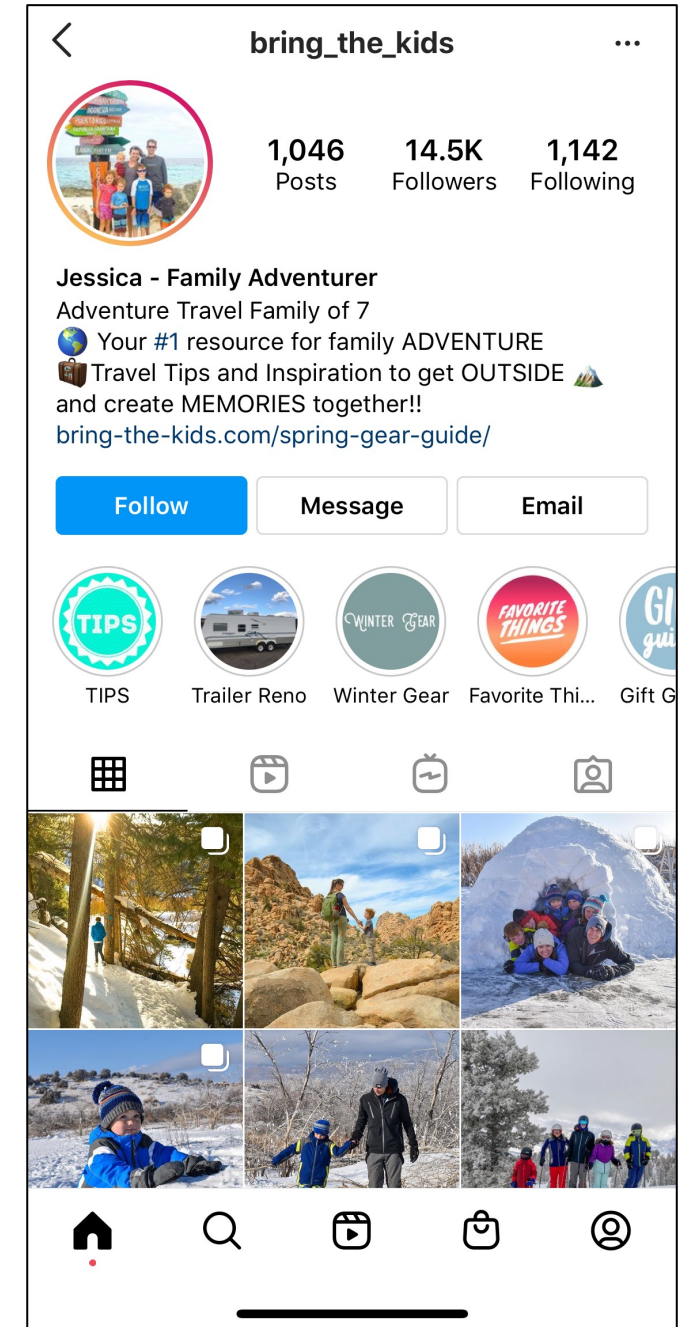 bring_the_kids
1,046 14.5K 1,142
Posts Followers Following
Jessica - Family Adventurer
Adventure Travel Family of 7
🌎 Your #1 resource for family ADVENTURE
🧳Travel Tips and Inspiration to get OUTSIDE 🏔️
and create MEMORIES together!!
bring-the-kids.com/spring-gear-guide/
Follow Message Email
TIPS
WINTER GEAR
FAVORITE
THINGS
GI
gui
TIPS Trailer Reno Winter Gear Favorite Thi... Gift G